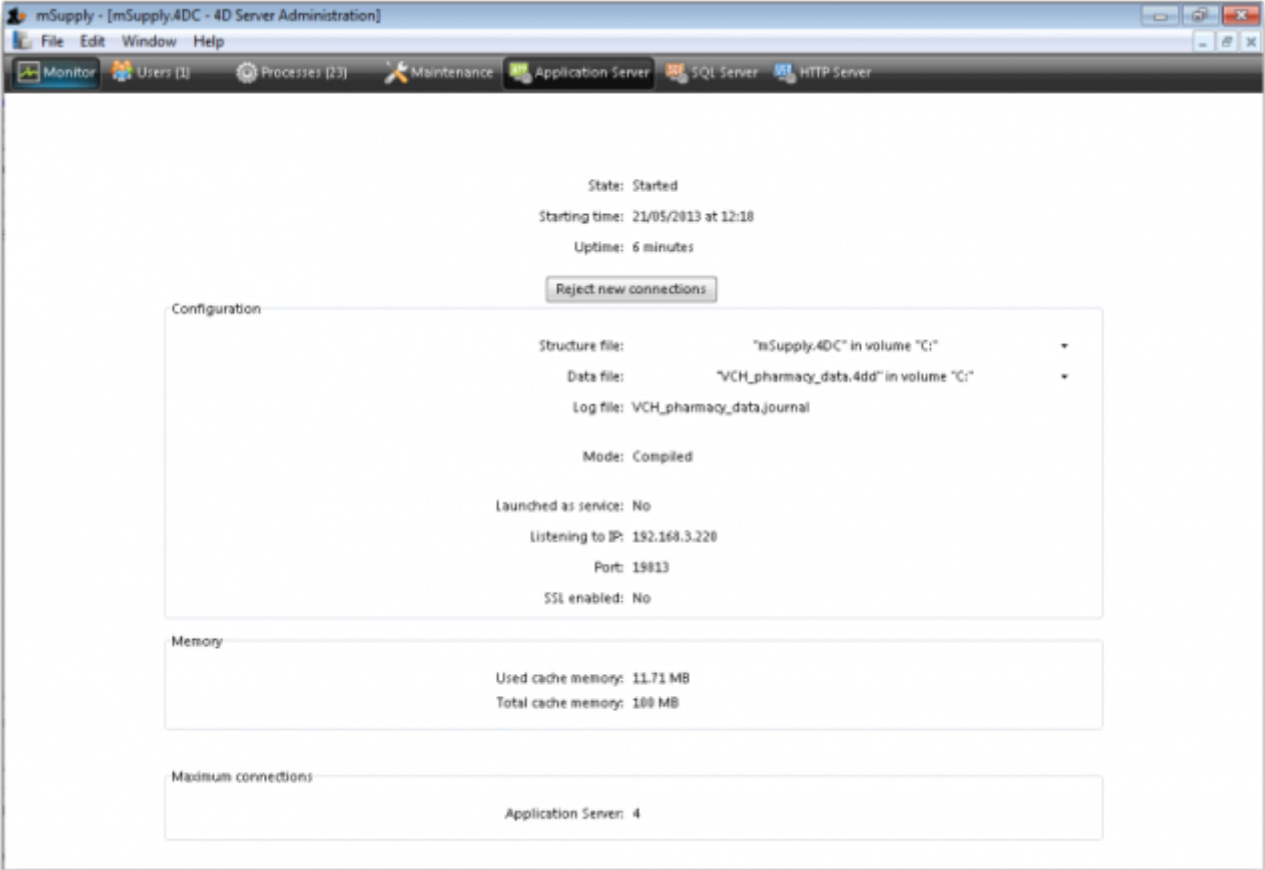 mSupply - [mSupply.4DC - 4D Server Administration]
File Edit Window Help
Monitor Users (1) Processes (23) Maintenance Application Server SQL Server HTTP Server
State: Started
Starting time: 21/05/2013 at 12:18
Uptime: 6 minutes
Reject new connections
Configuration
Structure file: "mSupply.4DC" in volume "C:"
Data file: "VCH_pharmacy_data.4dd" in volume "C:"
Log file: VCH_pharmacy_data.journal
Mode: Compiled
Launched as service: No
Listening to IP: 192.168.3.220
Port: 19813
SSL enabled: No
Memory
Used cache memory: 11.71 MB
Total cache memory: 100 MB
Maximum connections
Application Server: 4